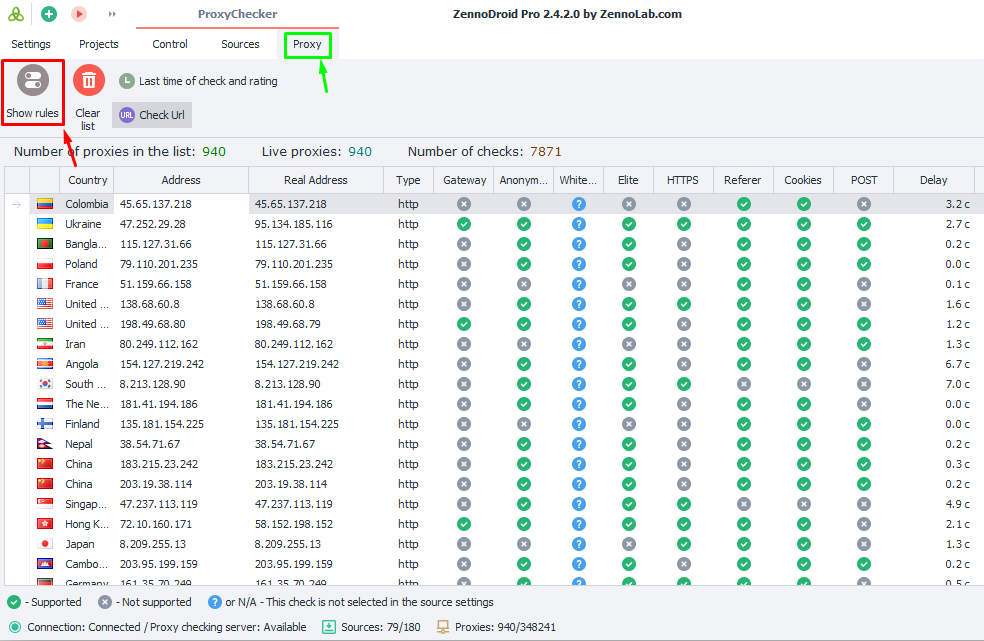 ProxyChecker ZennoDroid Pro 2.4.2.0 by ZennoLab.com
Settings Projects Control Sources Proxy
Last time of check and rating
Show rules Clear list URL Check Url
Number of proxies in the list: 940 Live proxies: 940 Number of checks: 7871
Country Address Real Address Type Gateway Anonym... White... Elite HTTPS Referer Cookies POST Delay
Colombia 45.65.137.218 45.65.137.218 http 3.2 c
Ukraine 47.252.29.28 95.134.185.116 http 2.7 c
Bangla... 115.127.31.66 115.127.31.66 http 0.2 c
Poland 79.110.201.235 79.110.201.235 http 0.0 c
France 51.159.66.158 51.159.66.158 http 0.1 c
United ... 138.68.60.8 138.68.60.8 http 1.6 c
United ... 198.49.68.80 198.49.68.79 http 1.2 c
Iran 80.249.112.162 80.249.112.162 http 1.3 c
Angola 154.127.219.242 154.127.219.242 http 6.7 c
South ... 8.213.128.90 8.213.128.90 http 7.0 c
The Ne... 181.41.194.186 181.41.194.186 http 0.0 c
Finland 135.181.154.225 135.181.154.225 http 0.0 c
Nepal 38.54.71.67 38.54.71.67 http 0.2 c
China 183.215.23.242 183.215.23.242 http 0.3 c
China 203.19.38.114 203.19.38.114 http 0.2 c
Singap... 47.237.113.119 47.237.113.119 http 4.9 c
Hong K... 72.10.160.171 58.152.198.152 http 2.1 c
Japan 8.209.255.13 8.209.255.13 http 1.3 c
Cambo... 203.95.199.159 203.95.199.159 http 0.2 c
Germany 161.35.70.249 161.35.70.249 http 0.5 c
- Supported - Not supported ? or N/A - This check is not selected in the source settings
Connection: Connected / Proxy checking server: Available Sources: 79/180 Proxies: 940/348241